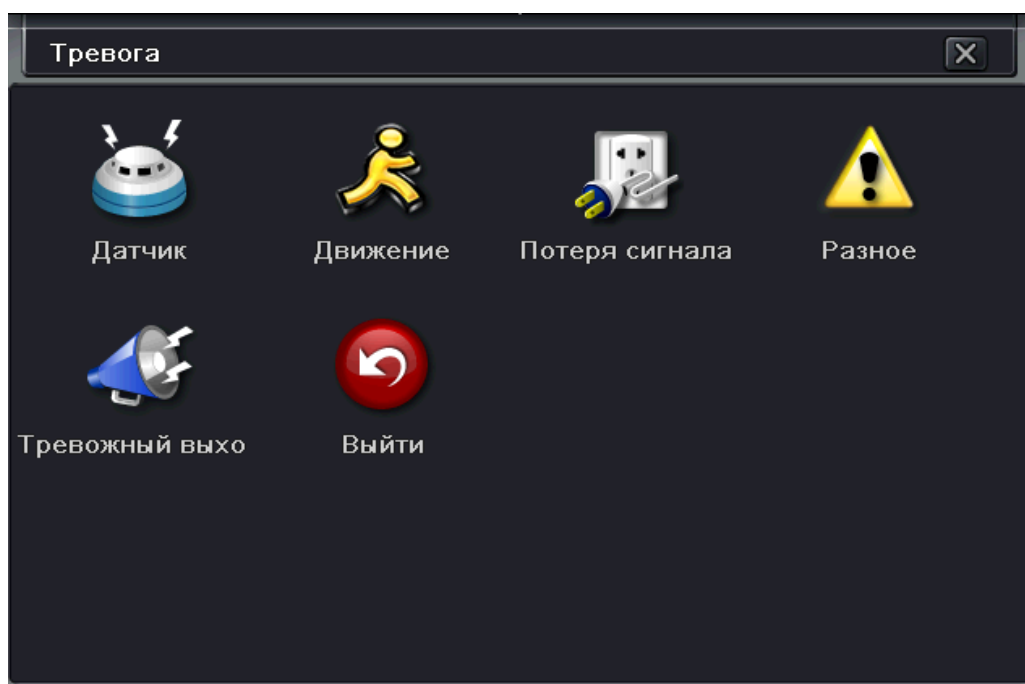 Тревога
Датчик
Движение
Потеря сигнала
Разное
Тревожный выхо
Выйти